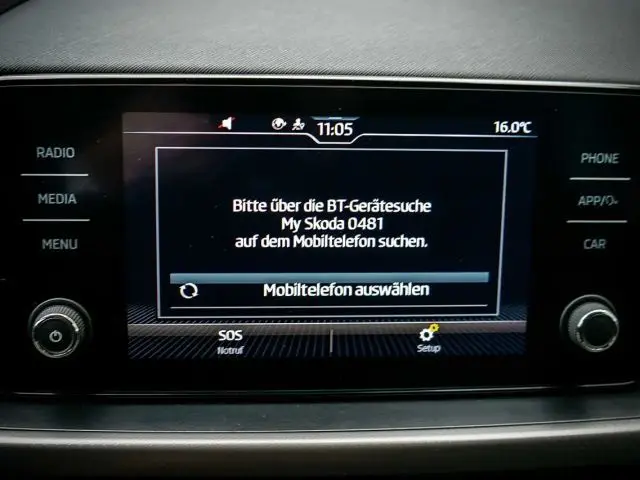 11:05
16.0°C
RADIO
MEDIA
MENU
Bitte über die BT-Gerätesuche
My Skoda 0481
auf dem Mobiltelefon suchen.
Mobiltelefon auswählen
SOS
Notruf
Setup
PHONE
APP/
CAR